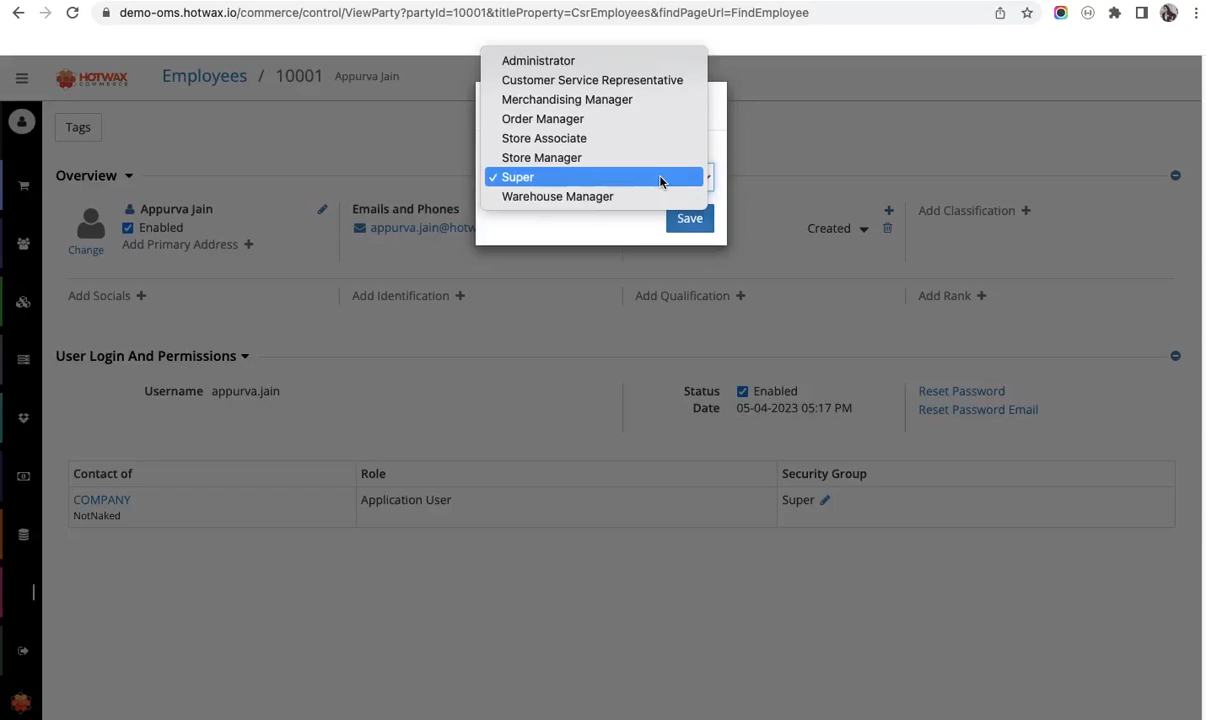 demo-oms.hotwax.io/commerce/control/ViewParty?partyId=10001&titleProperty=CsrEmployees&findPageUrl=FindEmployee
HOTWAX
COMMERCE
Employees / 10001 Appurva Jain
Tags
Administrator
Customer Service Representative
Merchandising Manager
Order Manager
Store Associate
Store Manager
✓ Super
Warehouse Manager
Save
Overview
Change
Appurva Jain
Enabled
Add Primary Address
Emails and Phones
appurva.jain@hotw
Created
Add Classification
Add Socials
Add Identification
Add Qualification
Add Rank
User Login And Permissions
Username appurva.jain
Status Enabled
Date 05-04-2023 05:17 PM
Reset Password
Reset Password Email
Contact of Role Security Group
COMPANY Application User Super
NotNaked